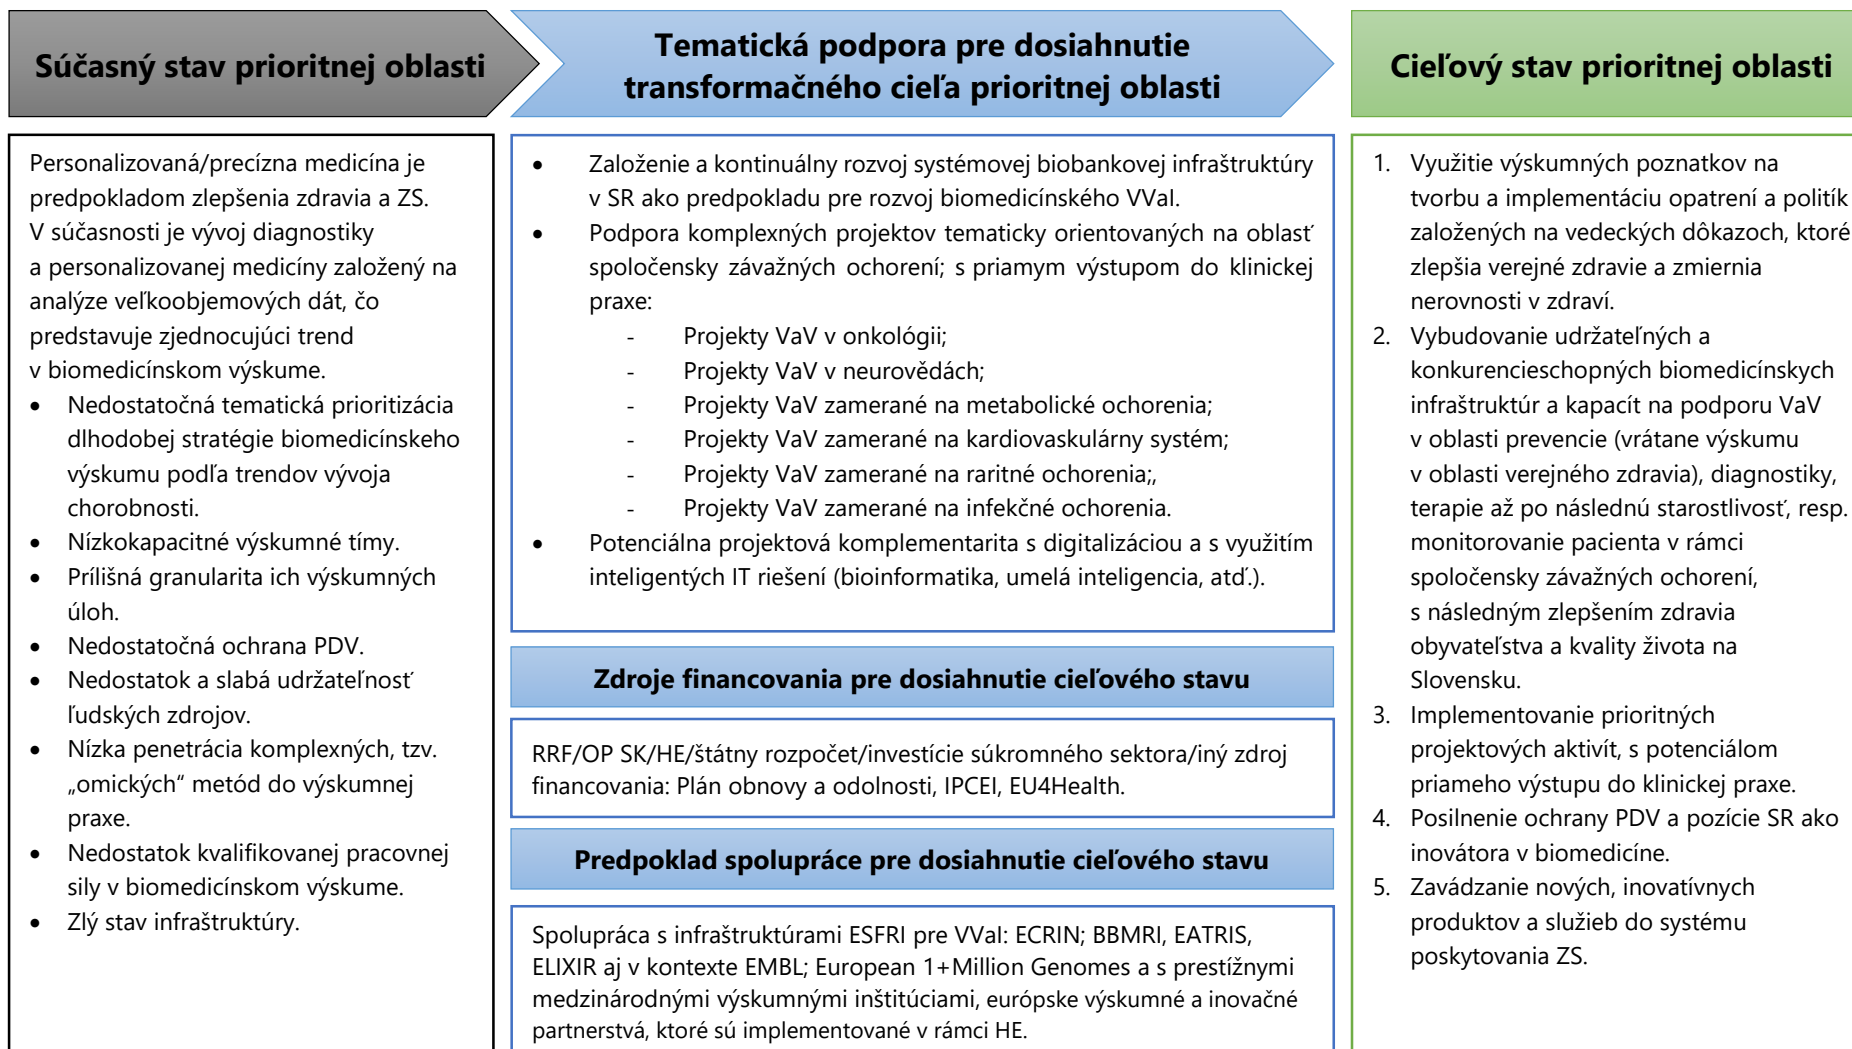 Súčasný stav prioritnej oblasti
Tematická podpora pre dosiahnutie
transformačného cieľa prioritnej oblasti
Cieľový stav prioritnej oblasti
Personalizovaná/precízna medicína je
predpokladom zlepšenia zdravia a ZS.
V súčasnosti je vývoj diagnostiky
a personalizovanej medicíny založený na
analýze veľkoobjemových dát, čo
predstavuje zjednocujúci trend
v biomedicínskom výskume.
• Nedostatočná tematická prioritizácia
dlhodobej stratégie biomedicínskeho
výskumu podľa trendov vývoja
chorobnosti.
• Nízkokapacitné výskumné tímy.
• Prílišná granularita ich výskumných
úloh.
• Nedostatočná ochrana PDV.
• Nedostatok a slabá udržateľnosť
ľudských zdrojov.
• Nízka penetrácia komplexných, tzv.
„omických“ metód do výskumnej
praxe.
• Nedostatok kvalifikovanej pracovnej
sily v biomedicínskom výskume.
• Zlý stav infraštruktúry.
• Založenie a kontinuálny rozvoj systémovej biobankovej infraštruktúry
v SR ako predpokladu pre rozvoj biomedicínského VVaI.
• Podpora komplexných projektov tematicky orientovaných na oblasť
spoločensky závažných ochorení; s priamym výstupom do klinickej
praxe:
- Projekty VaV v onkológii;
- Projekty VaV v neurovědách;
- Projekty VaV zamerané na metabolické ochorenia;
- Projekty VaV zamerané na kardiovaskulárny systém;
- Projekty VaV zamerané na raritné ochorenia;,
- Projekty VaV zamerané na infekčné ochorenia.
• Potenciálna projektová komplementarita s digitalizáciou a s využitím
inteligentých IT riešení (bioinformatika, umelá inteligencia, atď.).
Zdroje financovania pre dosiahnutie cieľového stavu
RRF/OP SK/HE/štátny rozpočet/investície súkromného sektora/iný zdroj
financovania: Plán obnovy a odolnosti, IPCEI, EU4Health.
Predpoklad spolupráce pre dosiahnutie cieľového stavu
Spolupráca s infraštruktúrami ESFRI pre VVaI: ECRIN; BBMRI, EATRIS,
ELIXIR aj v kontexte EMBL; European 1+Million Genomes a s prestížnymi
medzinárodnými výskumnými inštitúciami, európske výskumné a inovačné
partnerstvá, ktoré sú implementované v rámci HE.
1. Využitie výskumných poznatkov na
tvorbu a implementáciu opatrení a politík
založených na vedeckých dôkazoch, ktoré
zlepšia verejné zdravie a zmiernia
nerovnosti v zdraví.
2. Vybudovanie udržateľných a
konkurencieschopných biomedicínskych
infraštruktúr a kapacít na podporu VaV
v oblasti prevencie (vrátane výskumu
v oblasti verejného zdravia), diagnostiky,
terapie až po následnú starostlivosť, resp.
monitorovanie pacienta v rámci
spoločensky závažných ochorení,
s následným zlepšením zdravia
obyvateľstva a kvality života na
Slovensku.
3. Implementovanie prioritných
projektových aktivít, s potenciálom
priameho výstupu do klinickej praxe.
4. Posilnenie ochrany PDV a pozície SR ako
inovátora v biomedicíne.
5. Zavádzanie nových, inovatívnych
produktov a služieb do systému
poskytovania ZS.